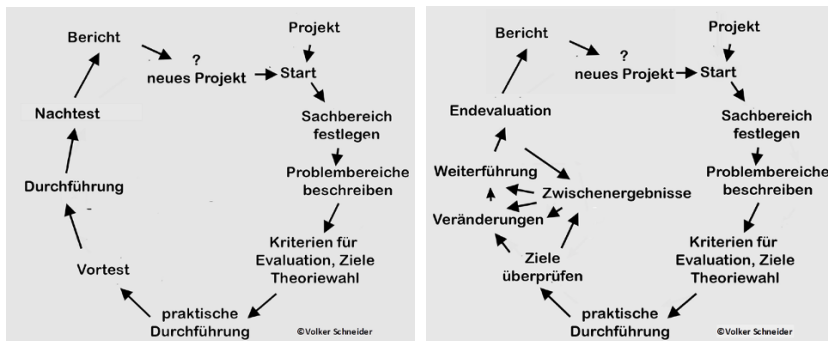 Projekt
Start
Sachbereich
festlegen
Problembereiche
beschreiben
Kriterien für
Evaluation, Ziele
Theoriewahl
praktische
Durchführung
Vortest
Durchführung
Nachtest
Bericht
?
neues Projekt
©Volker Schneider
Projekt
Start
Sachbereich
festlegen
Problembereiche
beschreiben
Kriterien für
Evaluation, Ziele
Theoriewahl
praktische
Durchführung
Ziele
überprüfen
Veränderungen
Zwischenergebnisse
Weiterführung
Endevaluation
Bericht
?
neues Projekt
©Volker Schneider